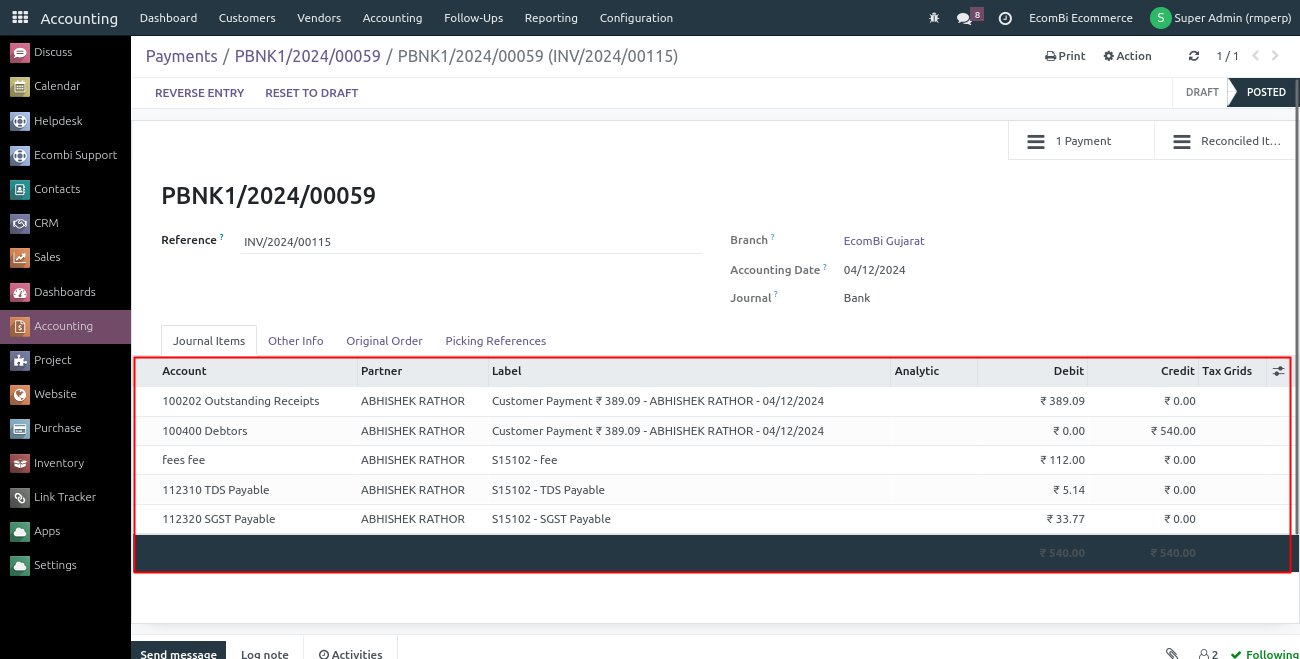 Accounting Dashboard Customers Vendors Accounting Follow-Ups Reporting Configuration 8 EcomBi Ecommerce S Super Admin (rmperp)
Discuss
Calendar
Helpdesk
Ecombi Support
Contacts
CRM
Sales
Dashboards
Accounting
Project
Website
Purchase
Inventory
Link Tracker
Apps
Settings
Payments / PBNK1/2024/00059 / PBNK1/2024/00059 (INV/2024/00115) Print Action 1 / 1
REVERSE ENTRY RESET TO DRAFT DRAFT POSTED
1 Payment Reconciled It...
PBNK1/2024/00059
Reference ? INV/2024/00115
Branch ? EcomBi Gujarat
Accounting Date ? 04/12/2024
Journal ? Bank
Journal Items Other Info Original Order Picking References
Account Partner Label Analytic Debit Credit Tax Grids
100202 Outstanding Receipts ABHISHEK RATHOR Customer Payment ₹ 389.09 - ABHISHEK RATHOR - 04/12/2024 ₹ 389.09 ₹ 0.00
100400 Debtors ABHISHEK RATHOR Customer Payment ₹ 389.09 - ABHISHEK RATHOR - 04/12/2024 ₹ 0.00 ₹ 540.00
fees fee ABHISHEK RATHOR S15102 - fee ₹ 112.00 ₹ 0.00
112310 TDS Payable ABHISHEK RATHOR S15102 - TDS Payable ₹ 5.14 ₹ 0.00
112320 SGST Payable ABHISHEK RATHOR S15102 - SGST Payable ₹ 33.77 ₹ 0.00
₹ 540.00 ₹ 540.00
Send message Log note Activities 2 Following